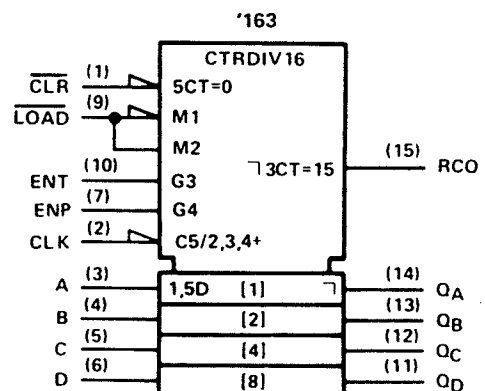 '163
CTRDIV16
CLR (1) 5CT=0
LOAD (9) M1
M2
ENT (10) G3 ㄱ3CT=15 (15) RCO
ENP (7) G4
CLK (2) C5/2,3,4+
A (3) 1,5D [1] ㄱ (14) QA
B (4) [2] (13) QB
C (5) [4] (12) QC
D (6) [8] (11) QD